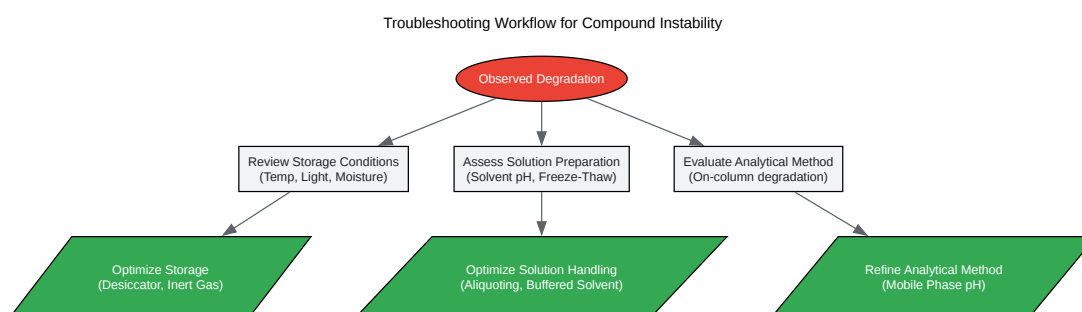 Troubleshooting Workflow for Compound Instability
Observed Degradation
Review Storage Conditions
(Temp, Light, Moisture)
Assess Solution Preparation
(Solvent pH, Freeze-Thaw)
Evaluate Analytical Method
(On-column degradation)
Optimize Storage
(Desiccator, Inert Gas)
Optimize Solution Handling
(Aliquoting, Buffered Solvent)
Refine Analytical Method
(Mobile Phase pH)